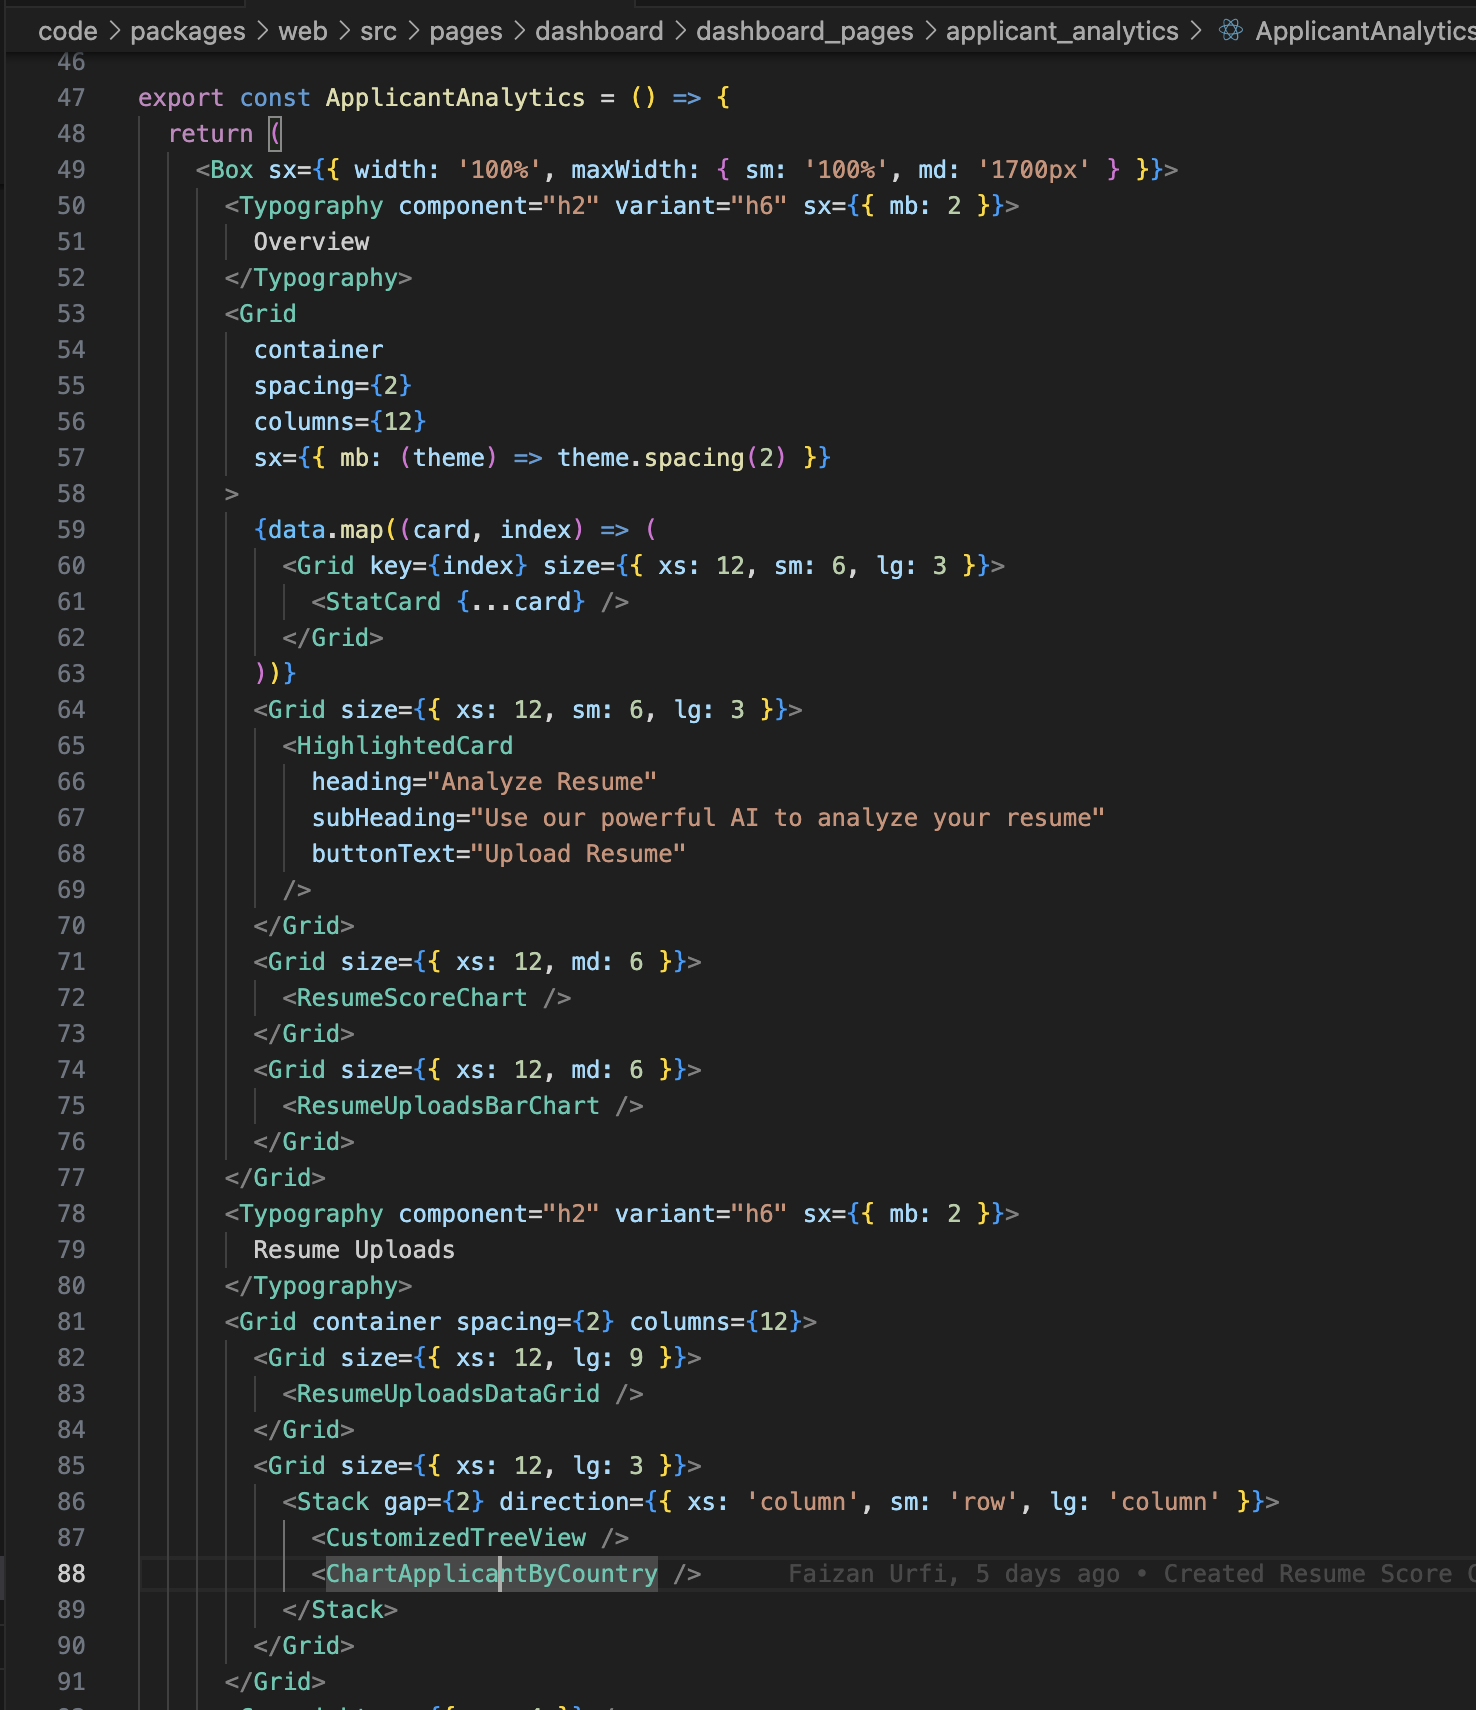 code > packages > web > src > pages > dashboard > dashboard_pages > applicant_analytics > ApplicantAnalytics
46
47 export const ApplicantAnalytics = () => {
48   return (
49     <Box sx={{ width: '100%', maxWidth: { sm: '100%', md: '1700px' } }}>
50       <Typography component="h2" variant="h6" sx={{ mb: 2 }}>
51         Overview
52       </Typography>
53       <Grid
54         container
55         spacing={2}
56         columns={12}
57         sx={{ mb: (theme) => theme.spacing(2) }}
58       >
59         {data.map((card, index) => (
60           <Grid key={index} size={{ xs: 12, sm: 6, lg: 3 }}>
61             <StatCard {...card} />
62           </Grid>
63         ))}
64         <Grid size={{ xs: 12, sm: 6, lg: 3 }}>
65           <HighlightedCard
66             heading="Analyze Resume"
67             subHeading="Use our powerful AI to analyze your resume"
68             buttonText="Upload Resume"
69           />
70         </Grid>
71         <Grid size={{ xs: 12, md: 6 }}>
72           <ResumeScoreChart />
73         </Grid>
74         <Grid size={{ xs: 12, md: 6 }}>
75           <ResumeUploadsBarChart />
76         </Grid>
77       </Grid>
78       <Typography component="h2" variant="h6" sx={{ mb: 2 }}>
79         Resume Uploads
80       </Typography>
81       <Grid container spacing={2} columns={12}>
82         <Grid size={{ xs: 12, lg: 9 }}>
83           <ResumeUploadsDataGrid />
84         </Grid>
85         <Grid size={{ xs: 12, lg: 3 }}>
86           <Stack gap={2} direction={{ xs: 'column', sm: 'row', lg: 'column' }}>
87             <CustomizedTreeView />
88             <ChartApplicantByCountry /> Faizan Urfi, 5 days ago • Created Resume Score
89           </Stack>
90         </Grid>
91       </Grid>